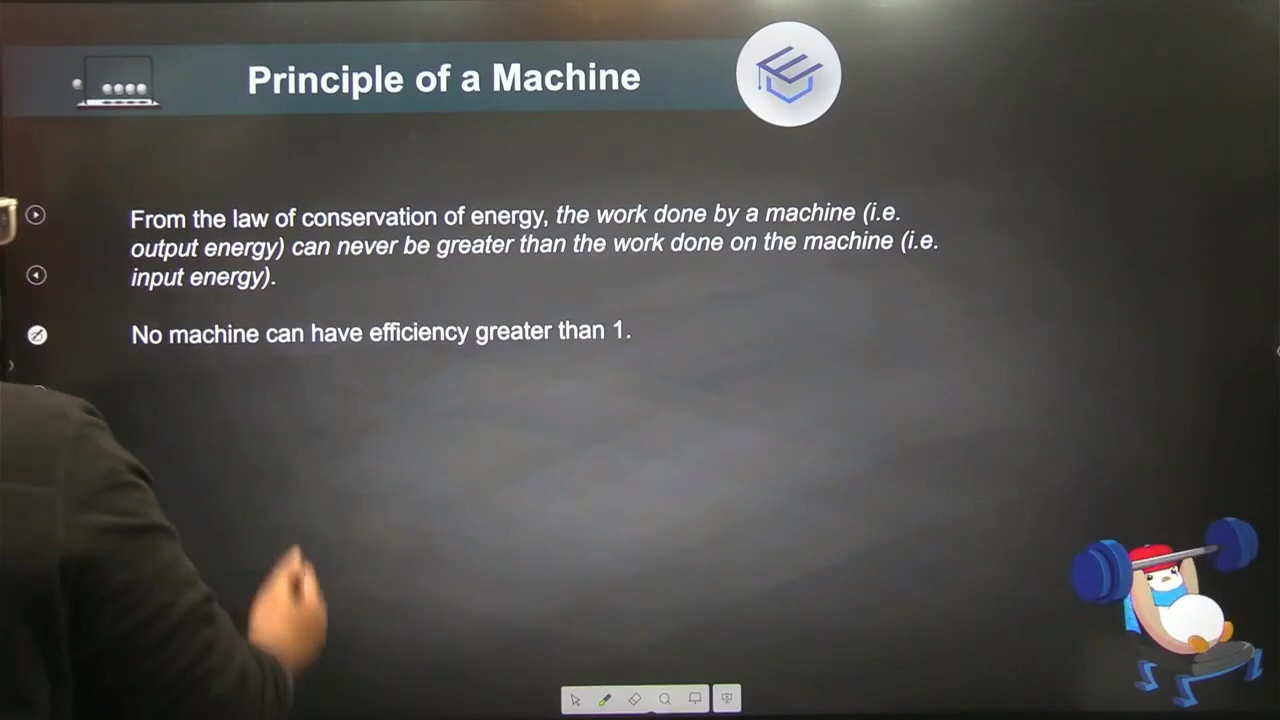 Principle of a Machine
From the law of conservation of energy, the work done by a machine (i.e.
output energy) can never be greater than the work done on the machine (i.e.
input energy).
No machine can have efficiency greater than 1.